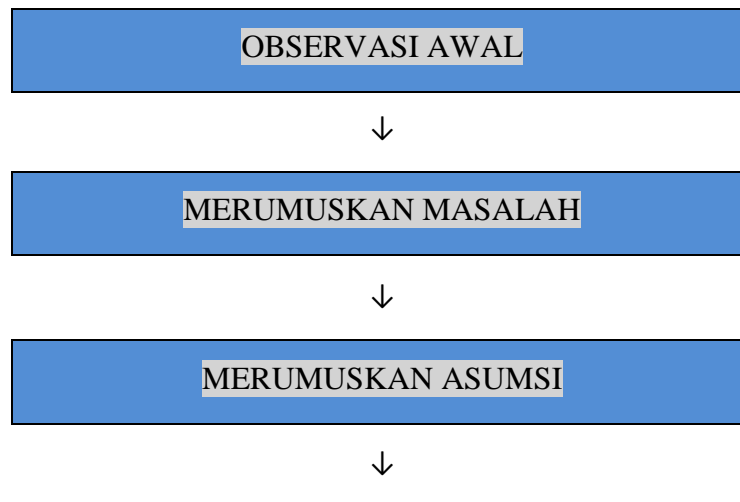 OBSERVASI AWAL
↓
MERUMUSKAN MASALAH
↓
MERUMUSKAN ASUMSI
↓